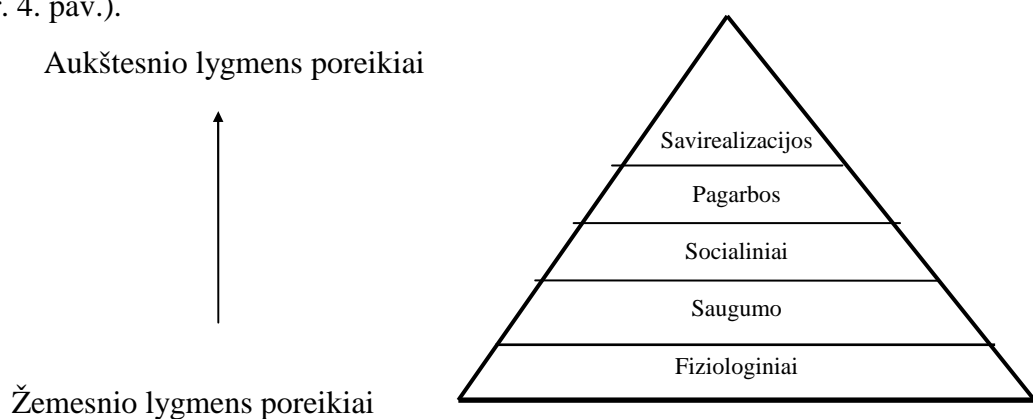 . 4. pav.).
Aukštesnio lygmens poreikiai
Savirealizacijos
Pagarbos
Socialiniai
Saugumo
Fiziologiniai
Žemesnio lygmens poreikiai